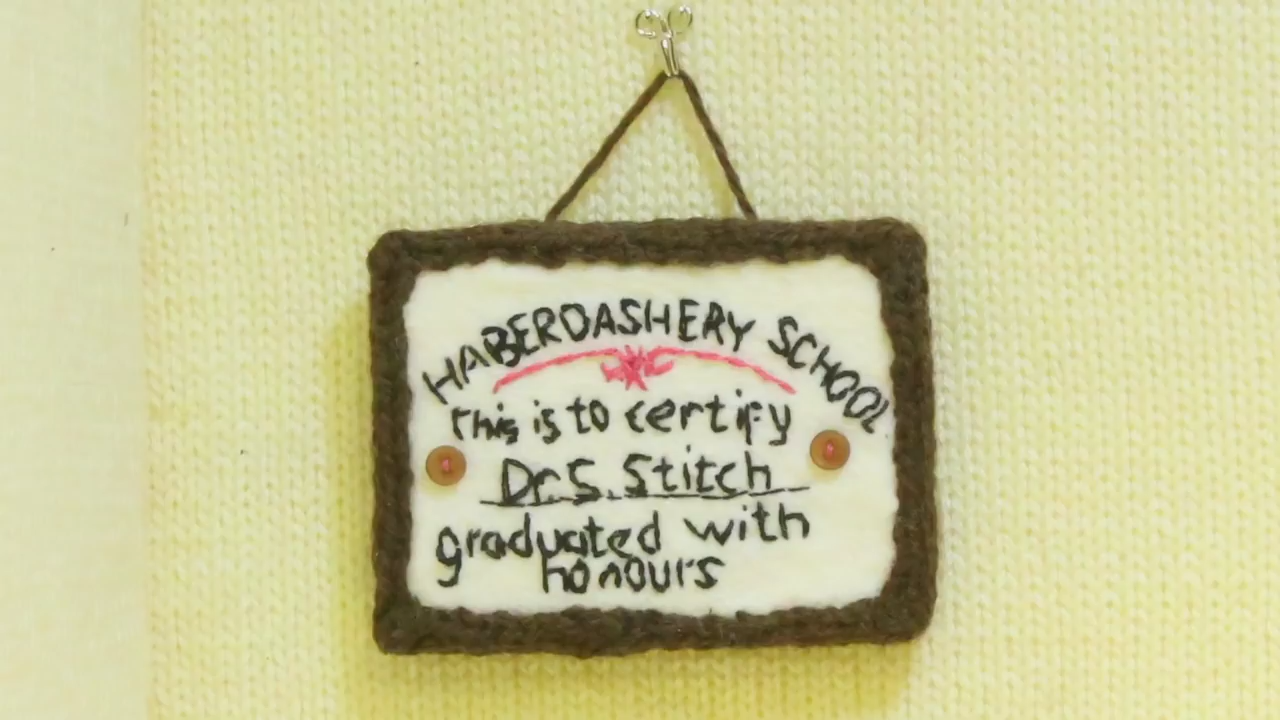 HABERDASHERY SCHOOL
This is to certify
Dr. S. Stitch
graduated with
honours